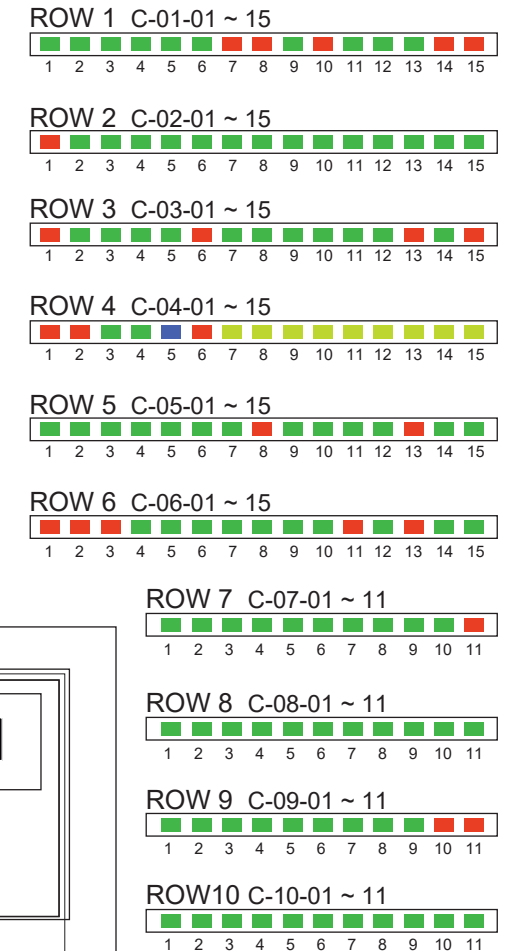 ROW 1 C-01-01 ~ 15
1 2 3 4 5 6 7 8 9 10 11 12 13 14 15
ROW 2 C-02-01 ~ 15
1 2 3 4 5 6 7 8 9 10 11 12 13 14 15
ROW 3 C-03-01 ~ 15
1 2 3 4 5 6 7 8 9 10 11 12 13 14 15
ROW 4 C-04-01 ~ 15
1 2 3 4 5 6 7 8 9 10 11 12 13 14 15
ROW 5 C-05-01 ~ 15
1 2 3 4 5 6 7 8 9 10 11 12 13 14 15
ROW 6 C-06-01 ~ 15
1 2 3 4 5 6 7 8 9 10 11 12 13 14 15
ROW 7 C-07-01 ~ 11
1 2 3 4 5 6 7 8 9 10 11
ROW 8 C-08-01 ~ 11
1 2 3 4 5 6 7 8 9 10 11
ROW 9 C-09-01 ~ 11
1 2 3 4 5 6 7 8 9 10 11
ROW10 C-10-01 ~ 11
1 2 3 4 5 6 7 8 9 10 11